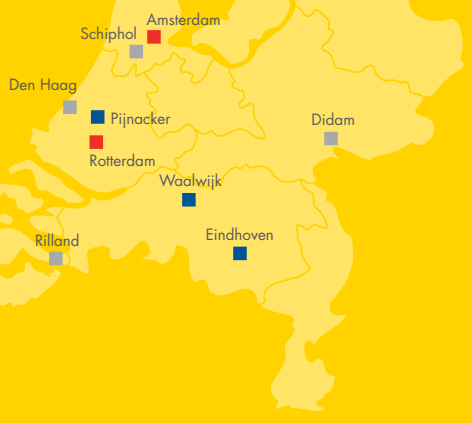 Amsterdam
Schiphol
Den Haag
Pijnacker
Didam
Rotterdam
Waalwijk
Eindhoven
Rilland